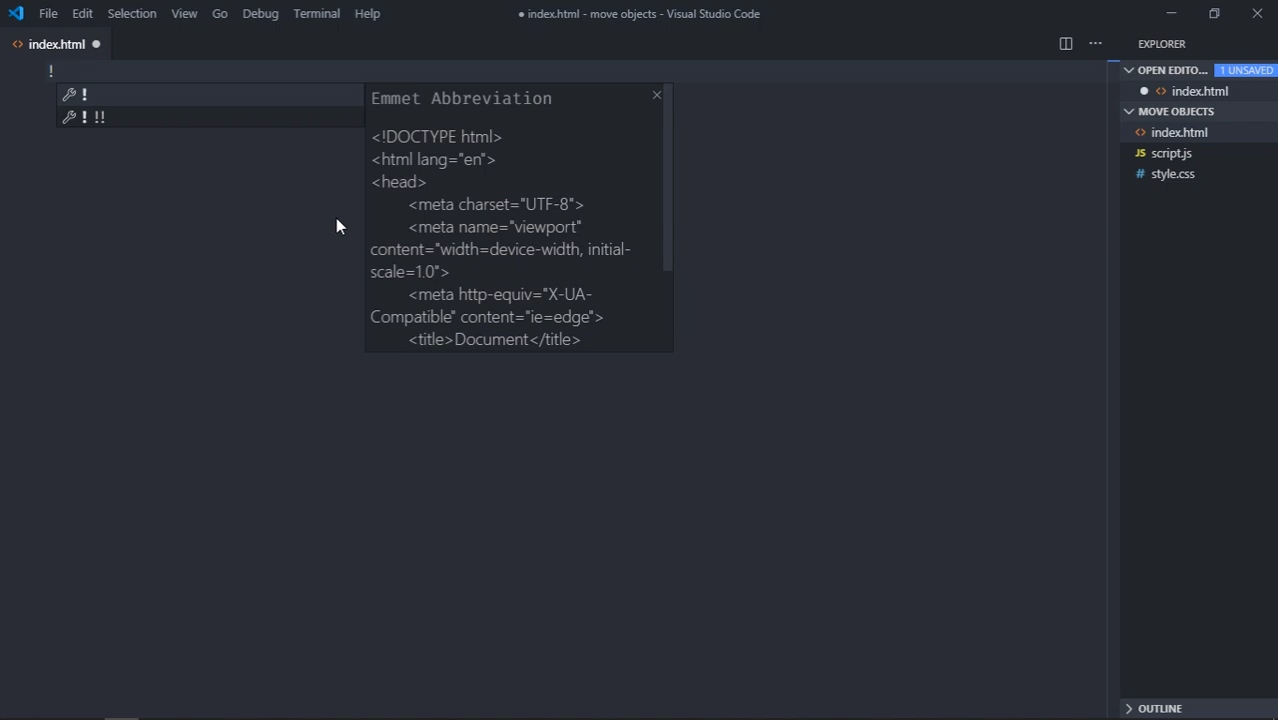 File Edit Selection View Go Debug Terminal Help
● index.html - move objects - Visual Studio Code
<> index.html ●
EXPLORER
OPEN EDITO... 1 UNSAVED
● <> index.html
MOVE OBJECTS
<> index.html
JS script.js
# style.css
!
!
! !!
Emmet Abbreviation
<!DOCTYPE html>
<html lang="en">
<head>
<meta charset="UTF-8">
<meta name="viewport"
content="width=device-width, initial-
scale=1.0">
<meta http-equiv="X-UA-
Compatible" content="ie=edge">
<title>Document</title>
OUTLINE